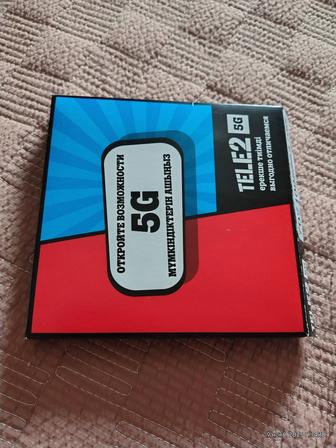 ОТКРОЙТЕ ВОЗМОЖНОСТИ
5G
МҮМКІНДІКТЕРІН АШЫҢЫЗ
TELE2 5G
ерекше тиімді
выгодно отличаемся